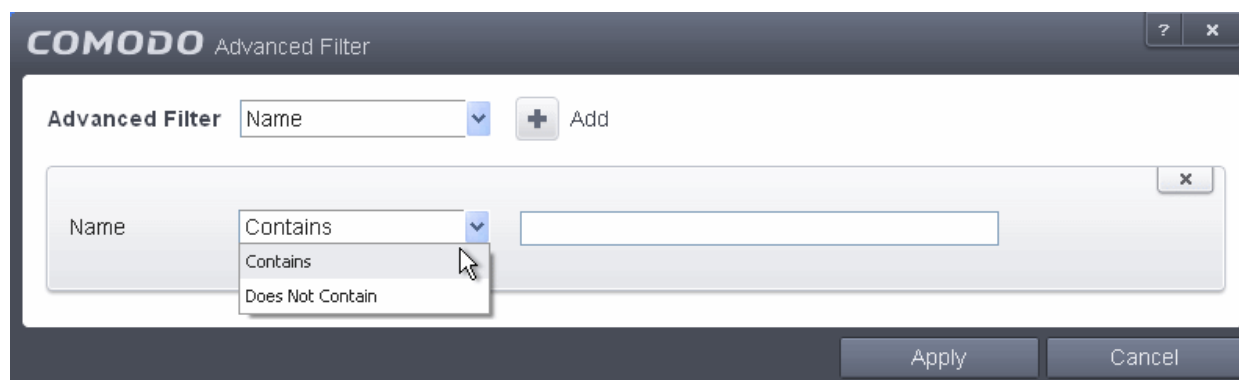 COMODO Advanced Filter ? x
Advanced Filter Name + Add
x
Name Contains
Contains
Does Not Contain
Apply Cancel